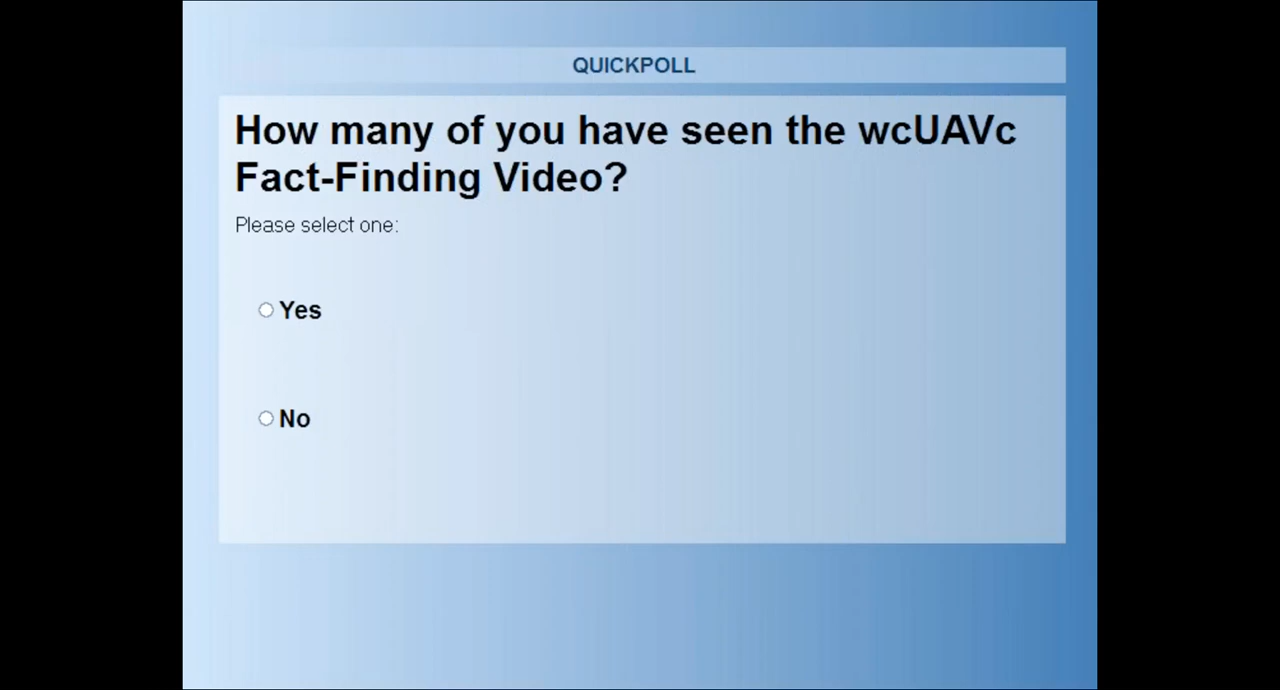 QUICKPOLL
How many of you have seen the wcUAVc
Fact-Finding Video?
Please select one:
Yes
No